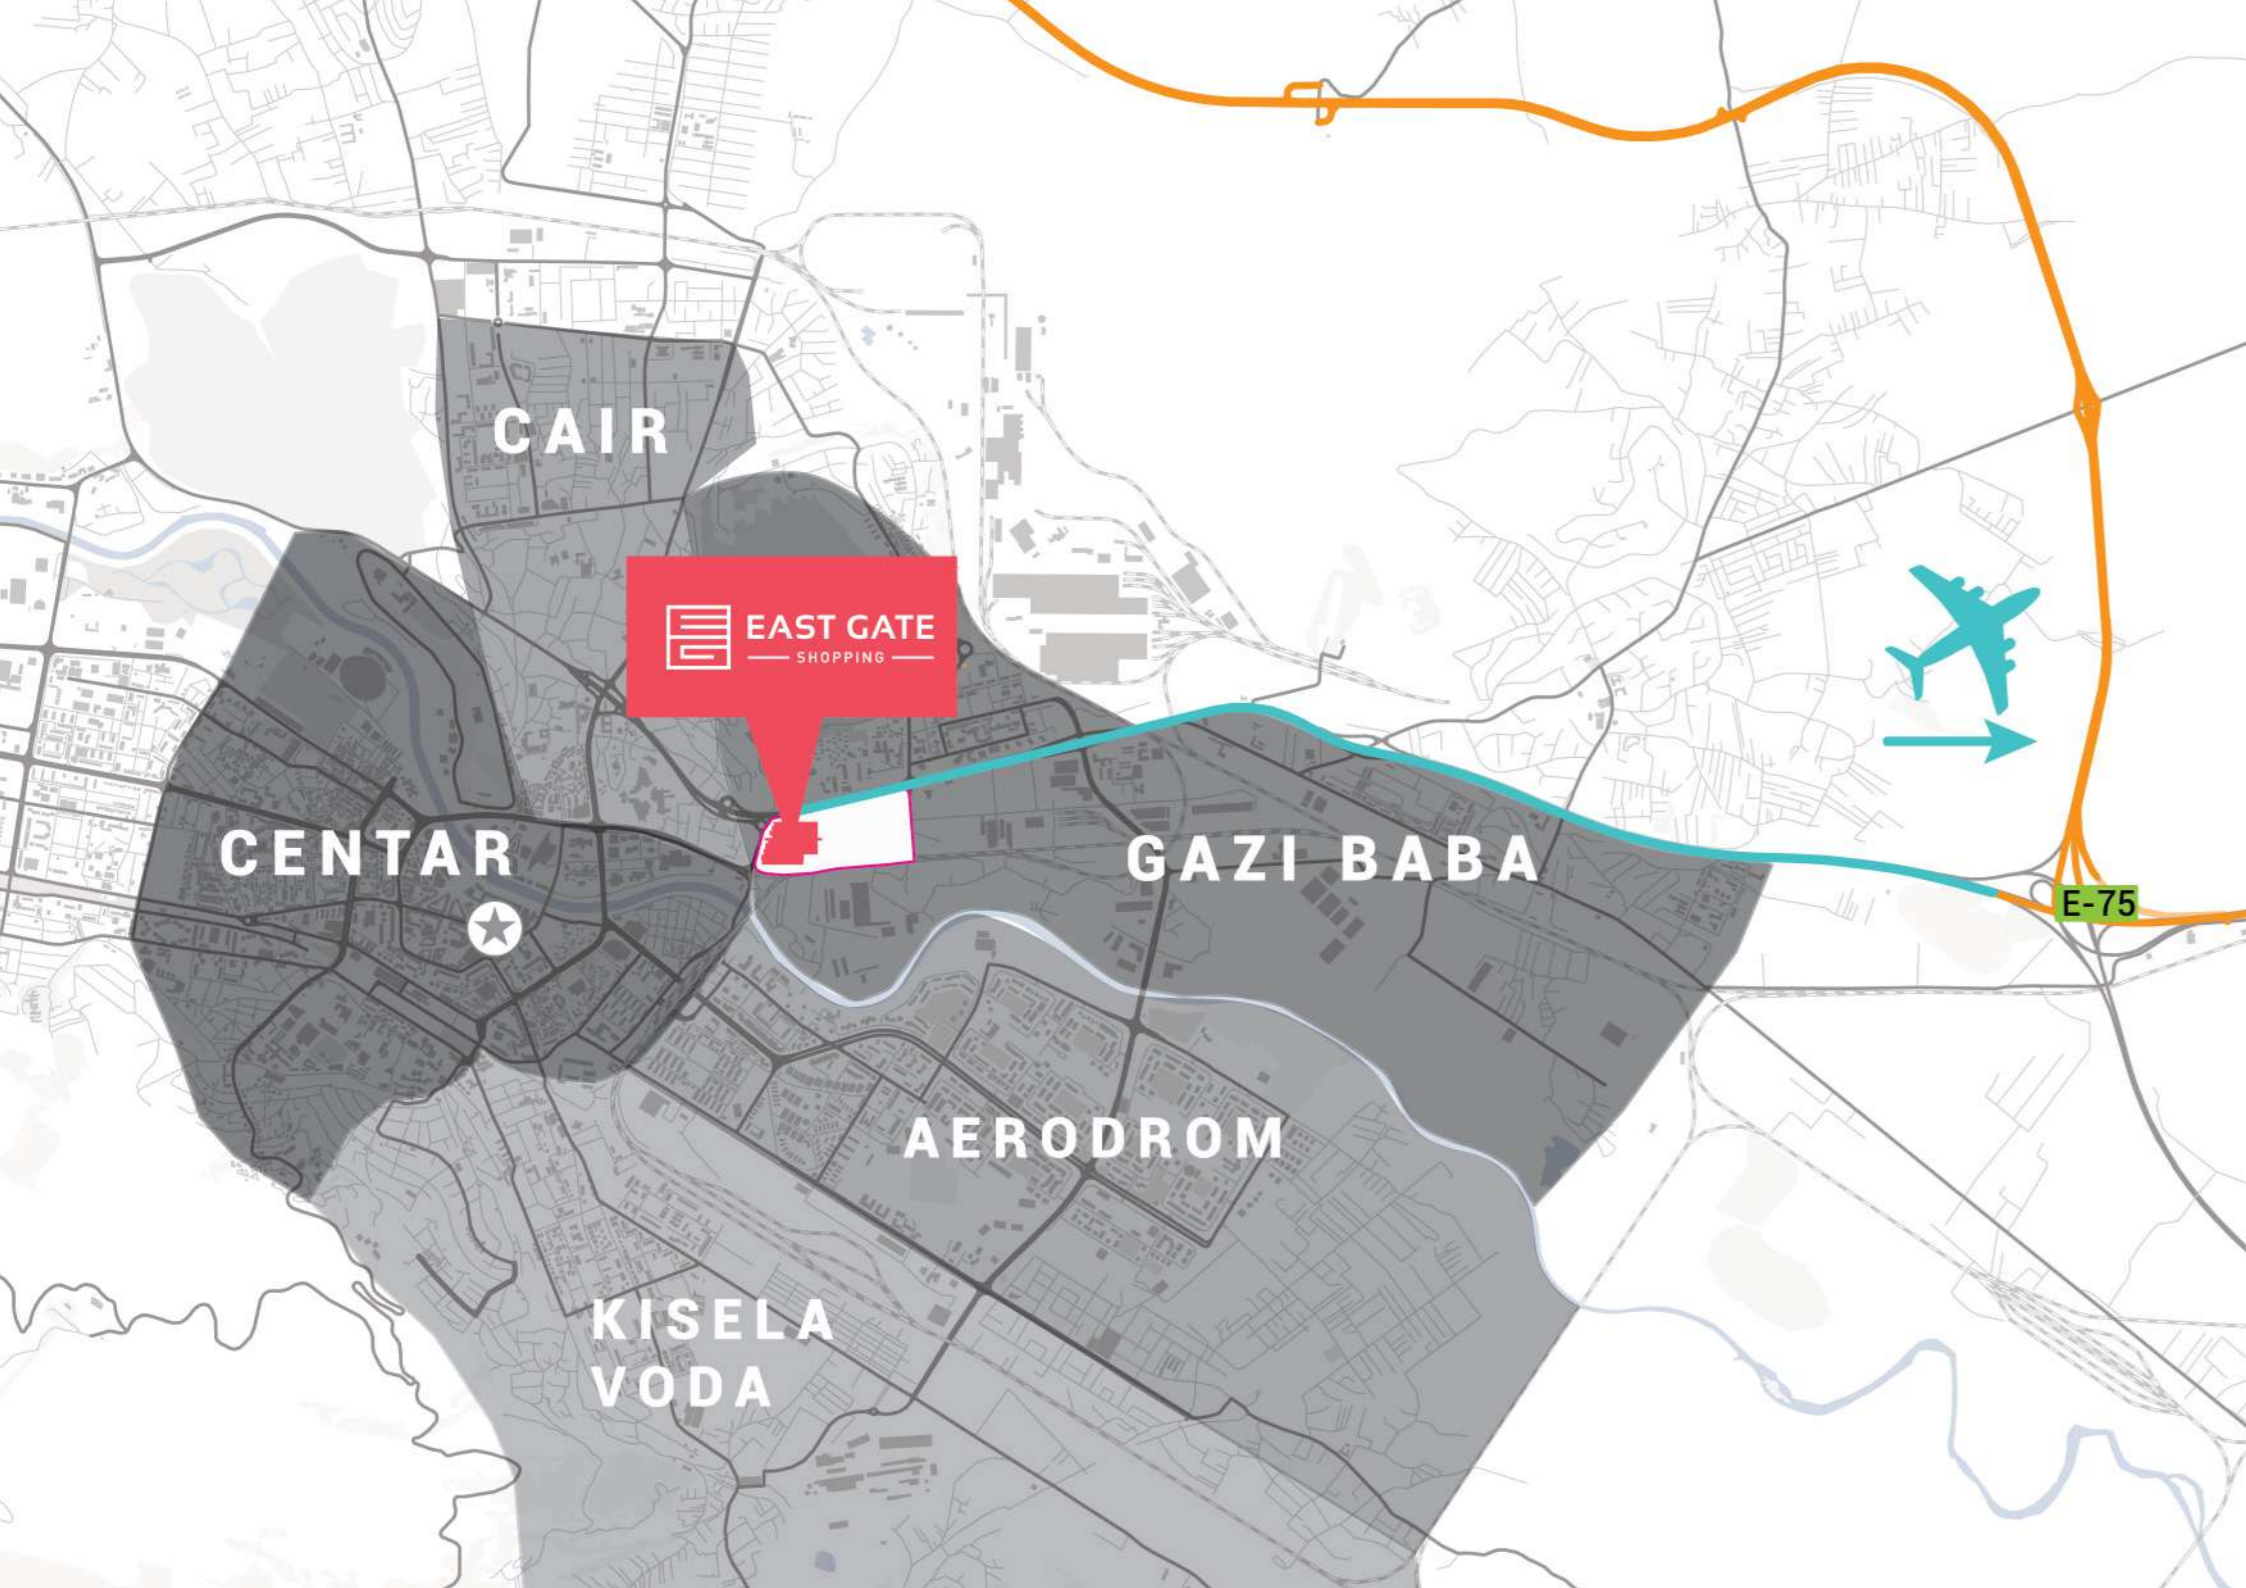 CAIR
EAST GATE
SHOPPING
CENTAR
GAZI BABA
E-75
AERODROM
KISELA
VODA